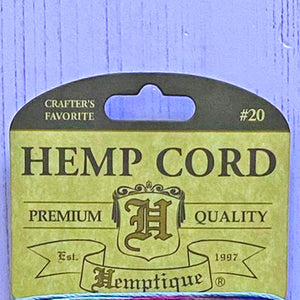 CRAFTER'S
FAVORITE
#20
HEMP CORD
PREMIUM H QUALITY
Est. 1997
Hemptique®